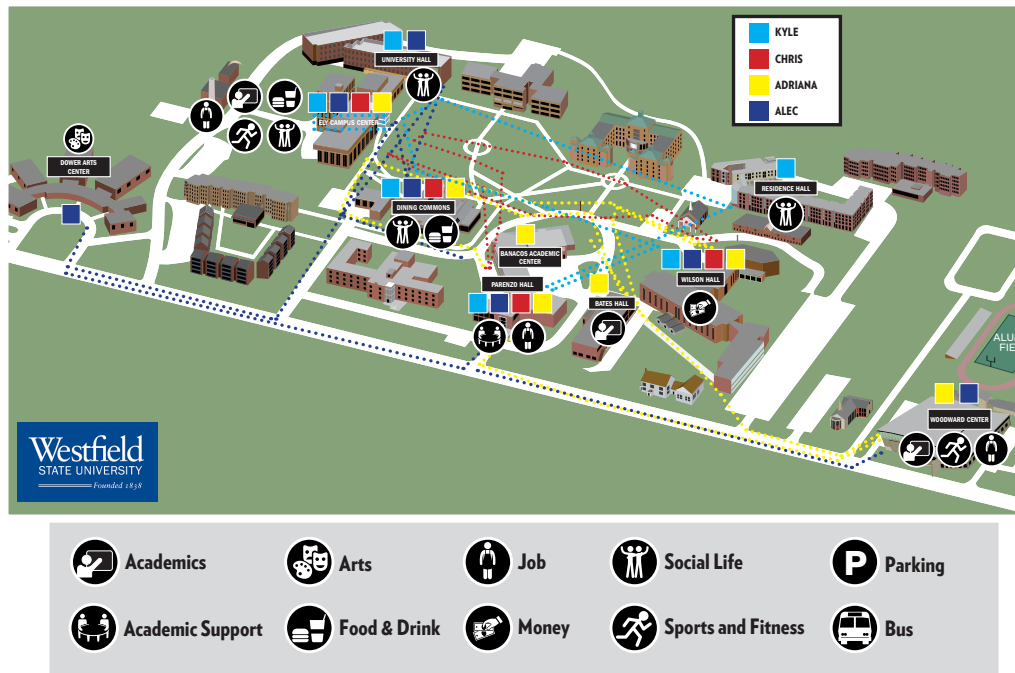 KYLE
CHRIS
ADRIANA
ALEC
UNIVERSITY HALL
ELY CAMPUS CENTER
DOWER ARTS
CENTER
RESIDENCE HALL
DINING COMMONS
BANACOS ACADEMIC
CENTER
WILSON HALL
PARENZO HALL
BATES HALL
ALU
FIE
WOODWARD CENTER
Westfield
STATE UNIVERSITY
Founded 1838
Academics
Arts
Job
Social Life
P
Parking
Academic Support
Food & Drink
Money
Sports and Fitness
Bus